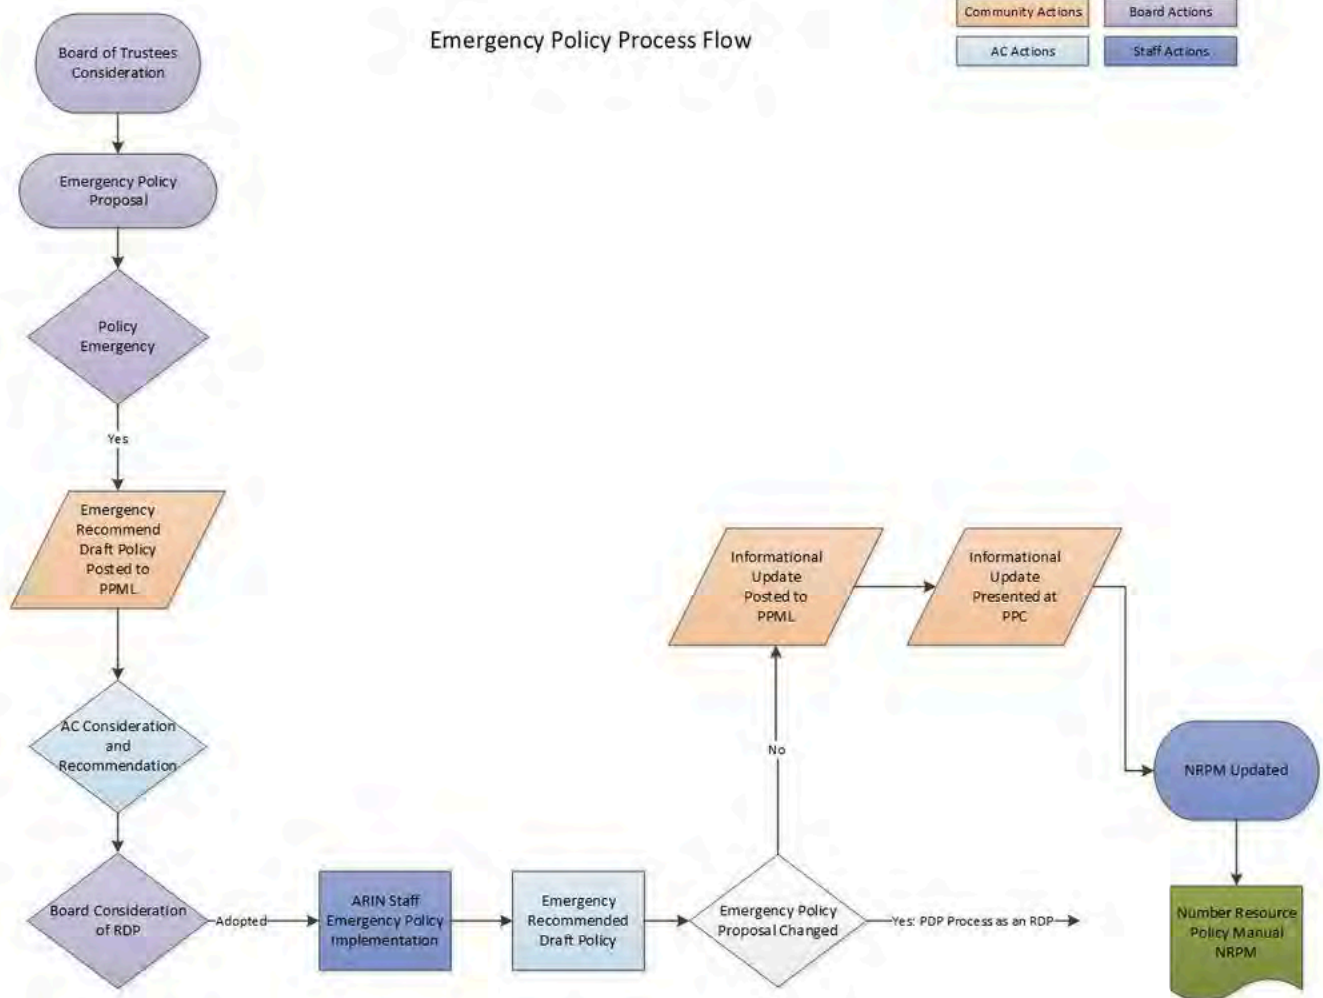 Emergency Policy Process Flow
Community Actions
Board Actions
AC Actions
Staff Actions
Board of Trustees
Consideration
Emergency Policy
Proposal
Policy
Emergency
Yes
Emergency
Recommend
Draft Policy
Posted to
PPML
AC Consideration
and
Recommendation
Board Consideration
of RDP
Adopted
ARIN Staff
Emergency Policy
Implementation
Emergency
Recommended
Draft Policy
Emergency Policy
Proposal Changed
Yes: PDP Process as an RDP
No
Informational
Update
Posted to
PPML
Informational
Update
Presented at
PPC
NRPM Updated
Number Resource
Policy Manual
NRPM